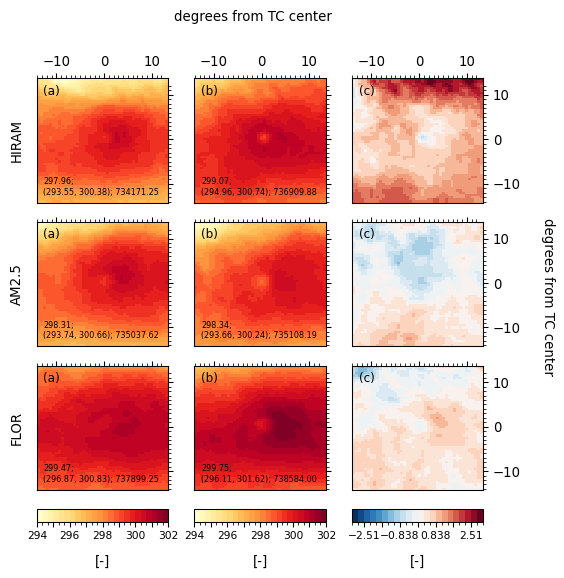 degrees from TC center
−10 0 10 −10 0 10 −10 0 10
HIRAM
(a) (b) (c)
10
0
−10
297.96;
(293.55, 300.38); 734171.25
299.07;
(294.96, 300.74); 736909.88
AM2.5
(a) (b) (c)
10
0
−10
298.31;
(293.74, 300.66); 735037.62
298.34;
(293.66, 300.24); 735108.19
degrees from TC center
FLOR
(a) (b) (c)
10
0
−10
299.47;
(296.87, 300.83); 737899.25
299.75;
(296.11, 301.62); 738584.00
294 296 298 300 302 294 296 298 300 302 −2.51 −0.838 0.838 2.51
[-] [-] [-]